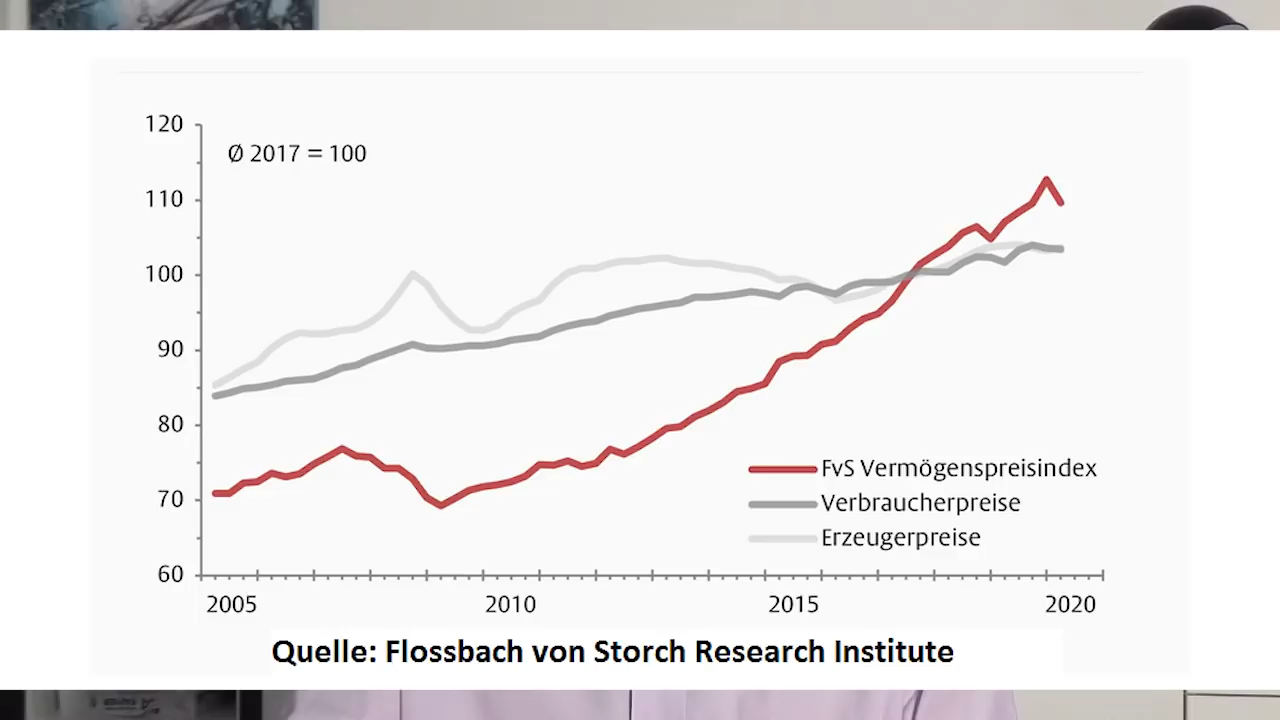 120
Ø 2017 = 100
110
100
90
80
70
60
FvS Vermögenspreisindex
Verbraucherpreise
Erzeugerpreise
2005 2010 2015 2020
Quelle: Flossbach von Storch Research Institute